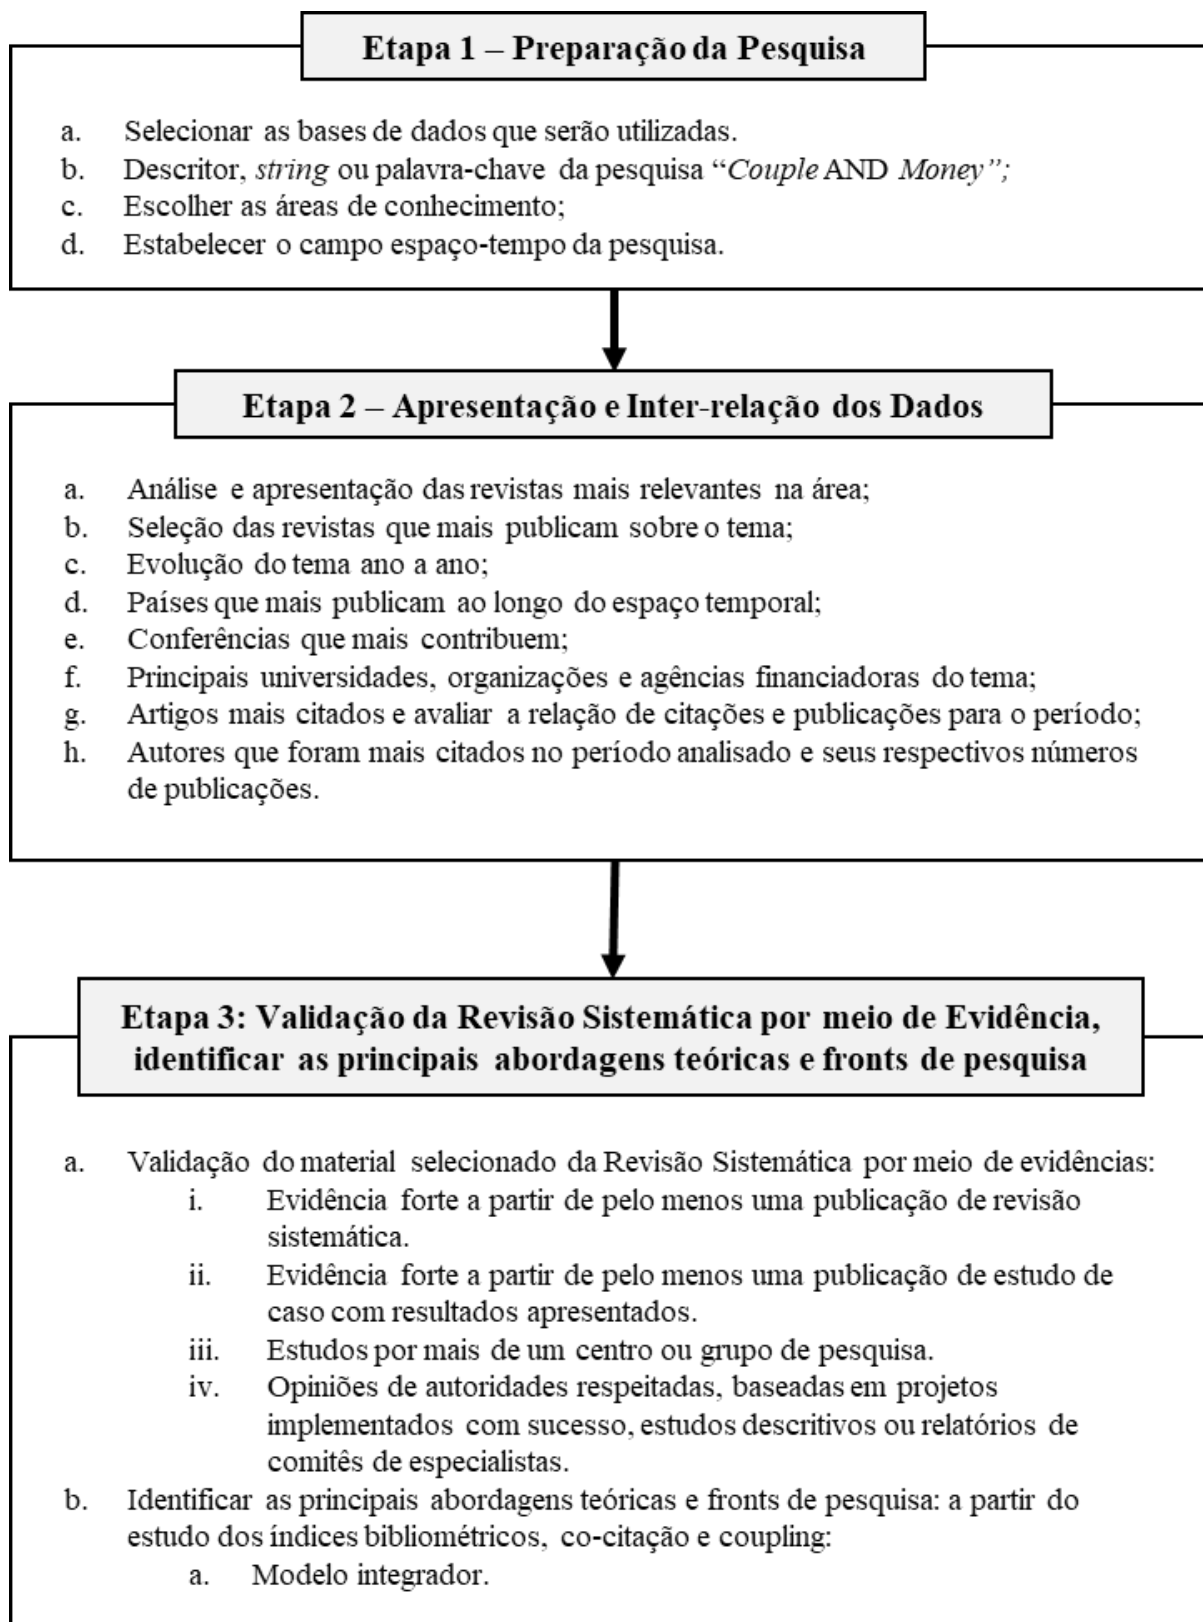 Etapa 1 – Preparação da Pesquisa
a. Selecionar as bases de dados que serão utilizadas.
b. Descritor, string ou palavra-chave da pesquisa “Couple AND Money”;
c. Escolher as áreas de conhecimento;
d. Estabelecer o campo espaço-tempo da pesquisa.
Etapa 2 – Apresentação e Inter-relação dos Dados
a. Análise e apresentação das revistas mais relevantes na área;
b. Seleção das revistas que mais publicam sobre o tema;
c. Evolução do tema ano a ano;
d. Países que mais publicam ao longo do espaço temporal;
e. Conferências que mais contribuem;
f. Principais universidades, organizações e agências financiadoras do tema;
g. Artigos mais citados e avaliar a relação de citações e publicações para o período;
h. Autores que foram mais citados no período analisado e seus respectivos números
de publicações.
Etapa 3: Validação da Revisão Sistemática por meio de Evidência,
identificar as principais abordagens teóricas e fronts de pesquisa
a. Validação do material selecionado da Revisão Sistemática por meio de evidências:
i. Evidência forte a partir de pelo menos uma publicação de revisão
sistemática.
ii. Evidência forte a partir de pelo menos uma publicação de estudo de
caso com resultados apresentados.
iii. Estudos por mais de um centro ou grupo de pesquisa.
iv. Opiniões de autoridades respeitadas, baseadas em projetos
implementados com sucesso, estudos descritivos ou relatórios de
comitês de especialistas.
b. Identificar as principais abordagens teóricas e fronts de pesquisa: a partir do
estudo dos índices bibliométricos, co-citação e coupling:
a. Modelo integrador.